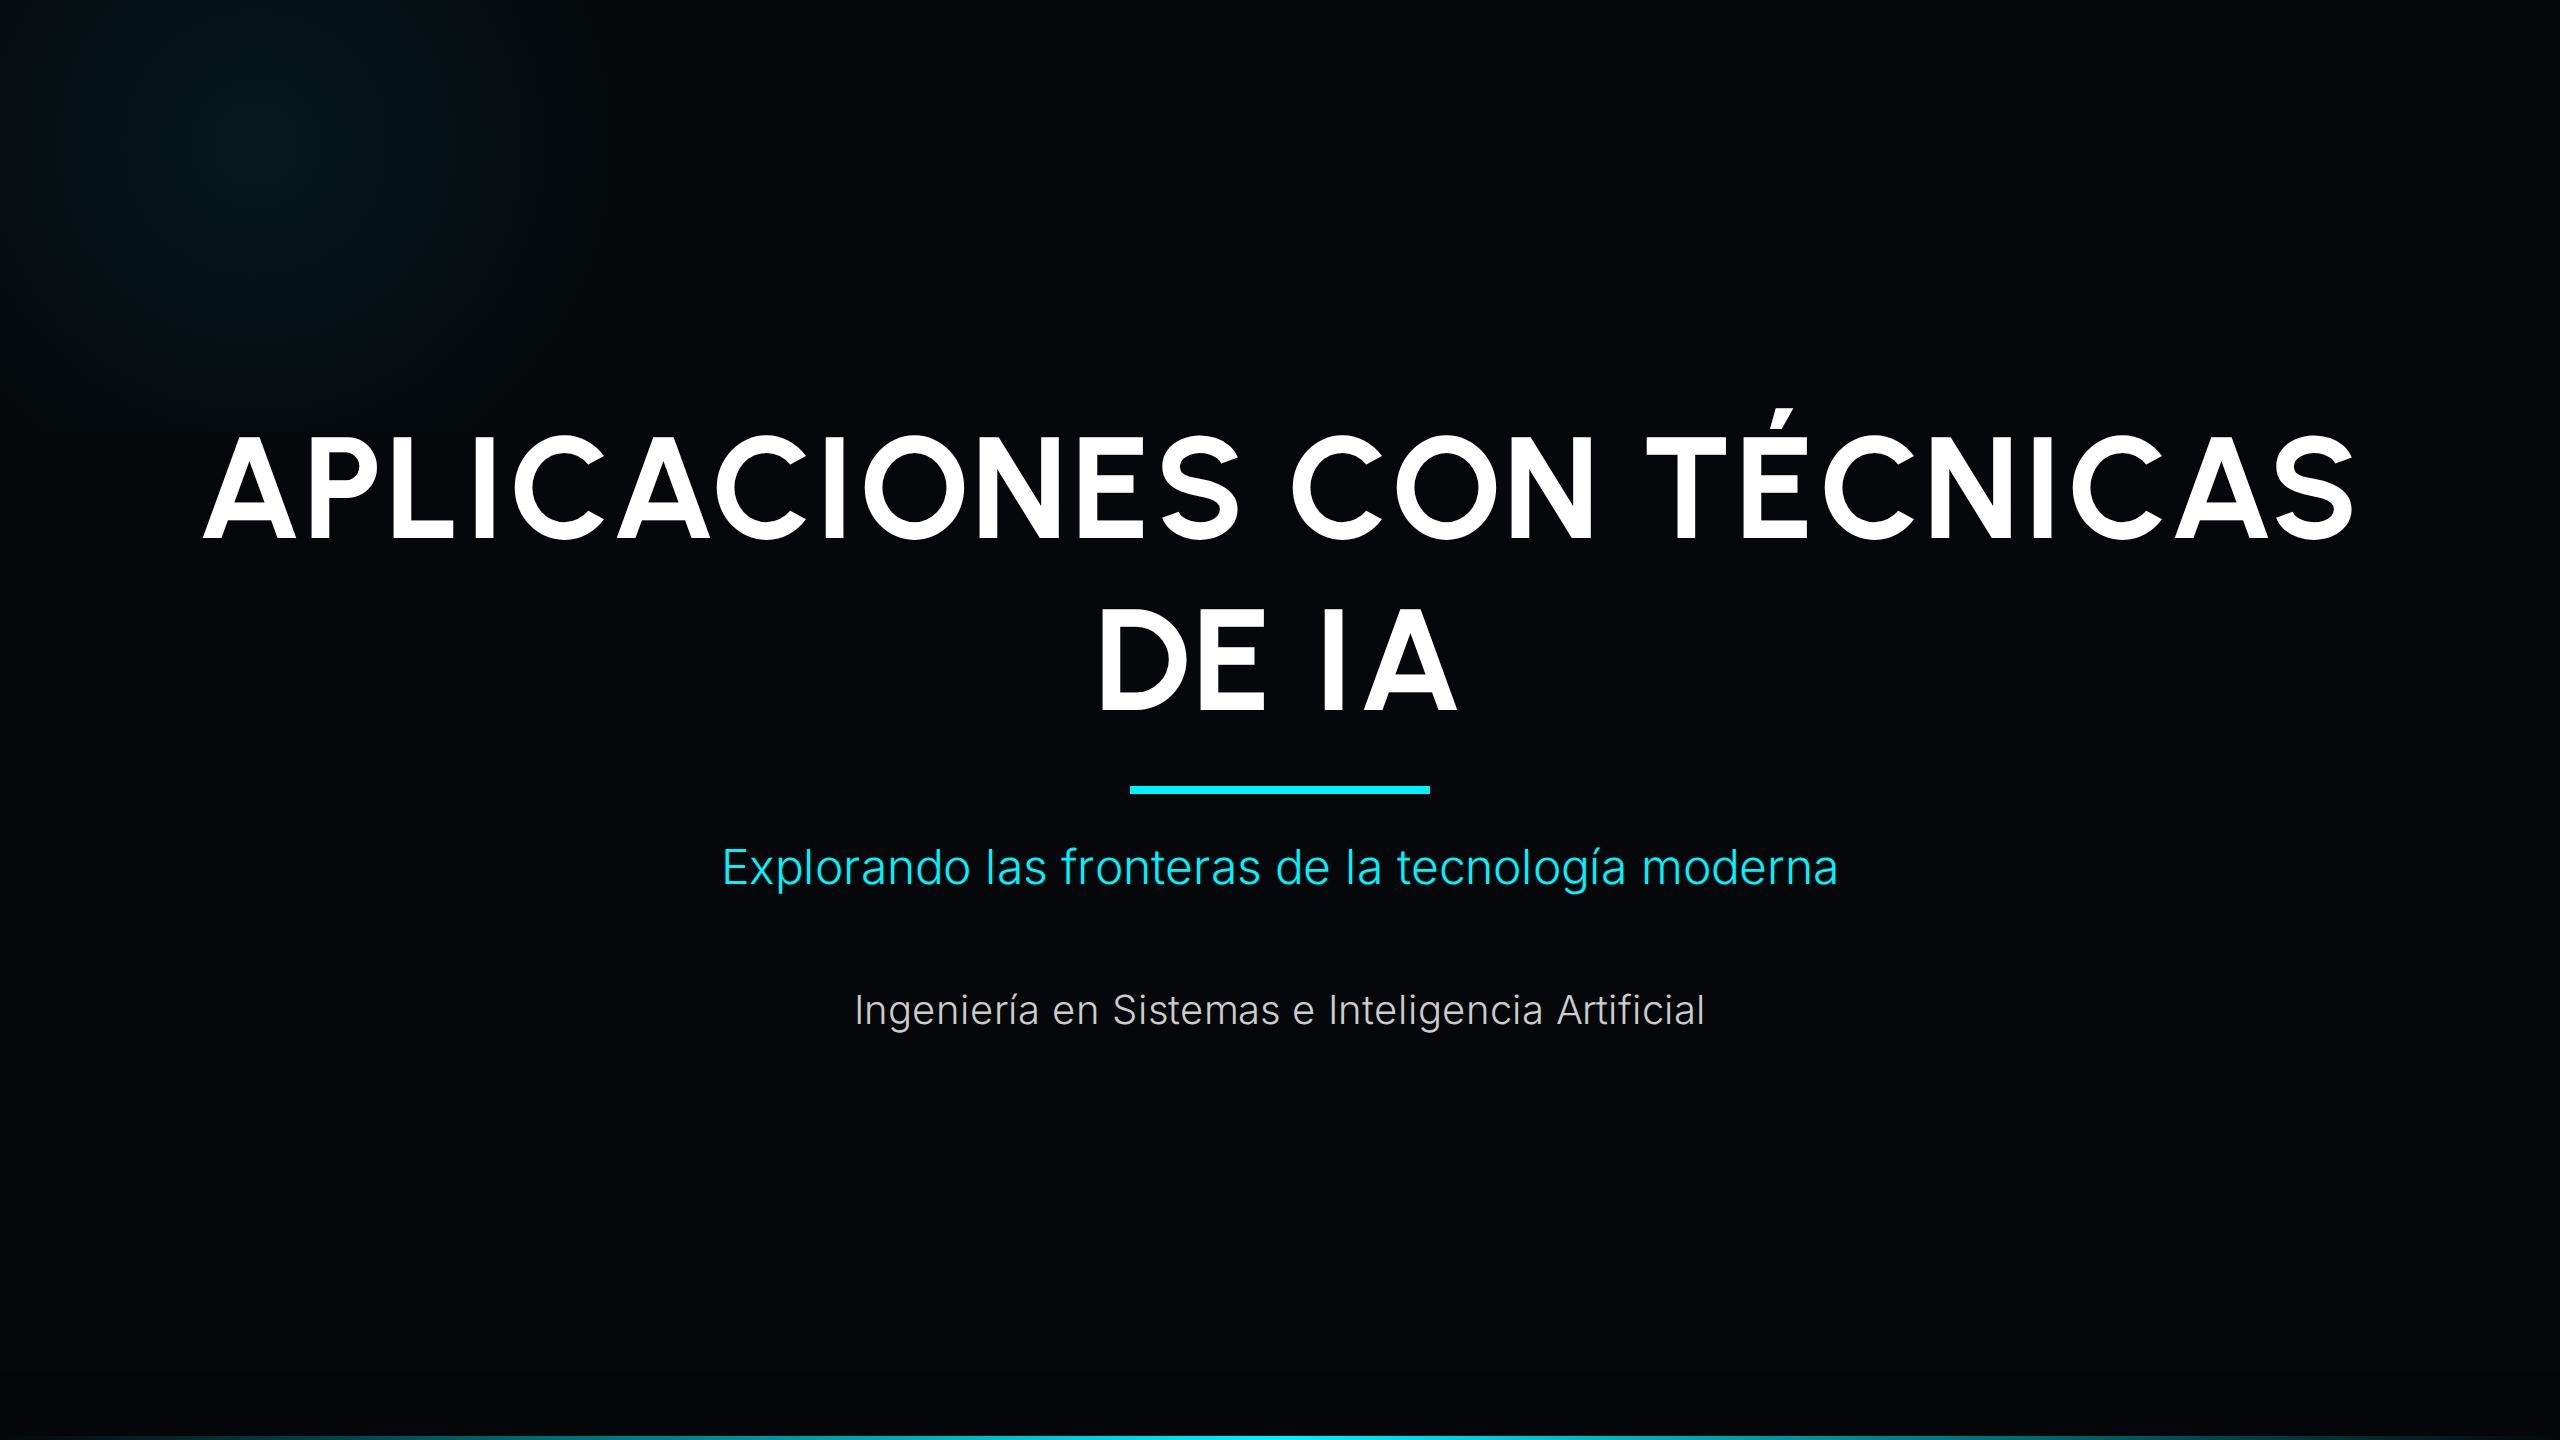 APLICACIONES CON TÉCNICAS
DE IA
Explorando las fronteras de la tecnología moderna
Ingeniería en Sistemas e Inteligencia Artificial